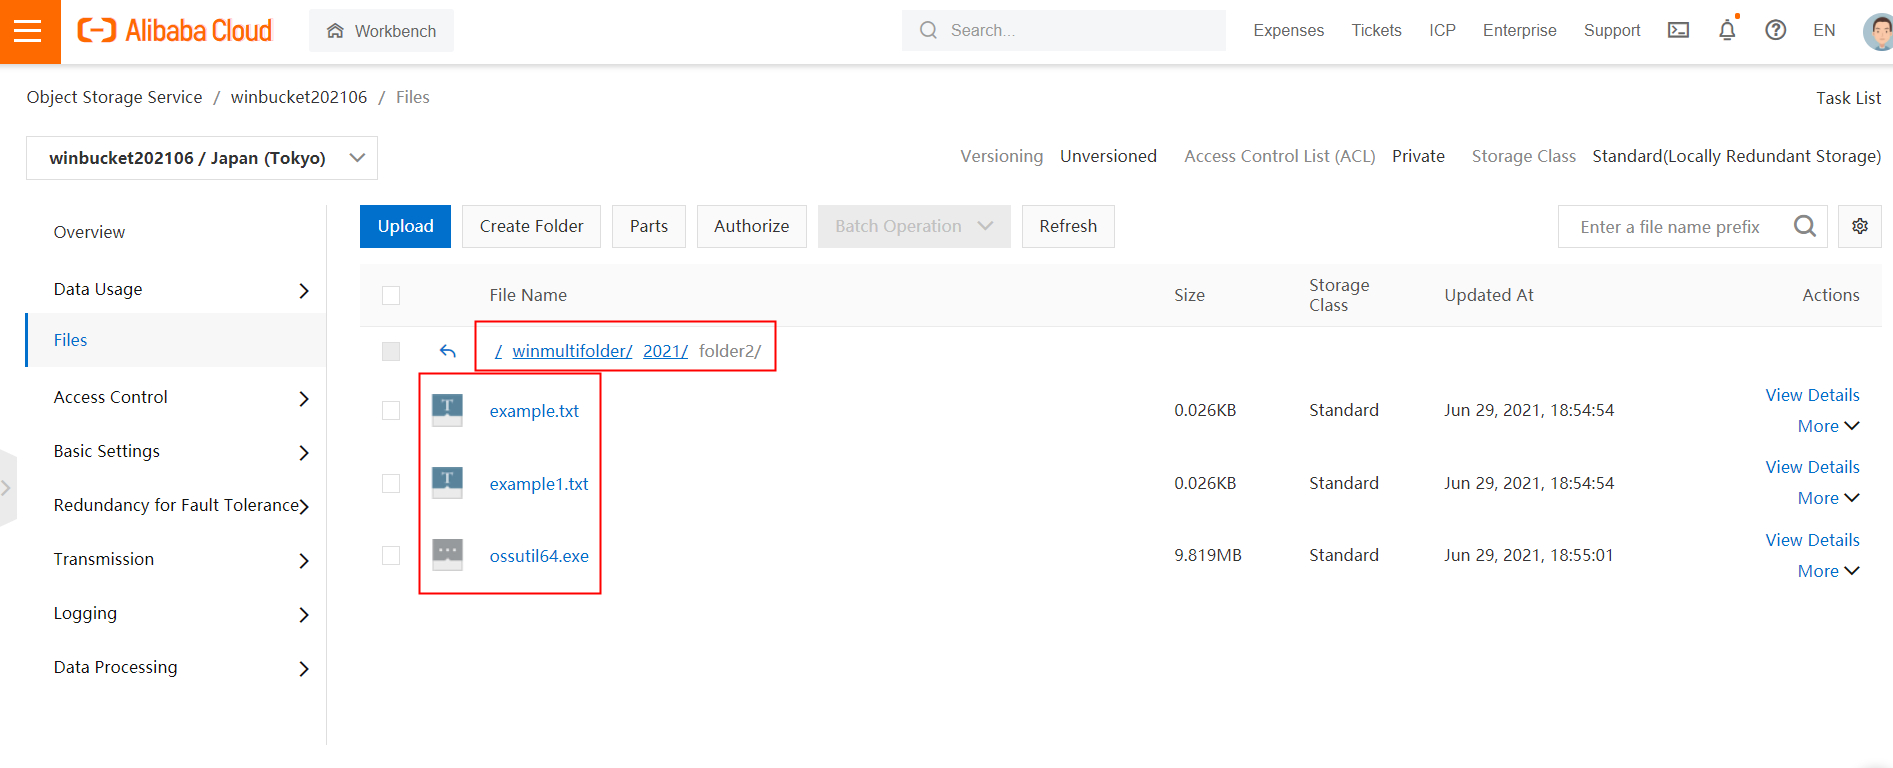 Alibaba Cloud Workbench Search... Expenses Tickets ICP Enterprise Support EN
Object Storage Service / winbucket202106 / Files Task List
winbucket202106 / Japan (Tokyo) Versioning Unversioned Access Control List (ACL) Private Storage Class Standard(Locally Redundant Storage)
Overview
Data Usage
Files
Access Control
Basic Settings
Redundancy for Fault Tolerance
Transmission
Logging
Data Processing
Upload Create Folder Parts Authorize Batch Operation Refresh Enter a file name prefix
File Name Size Storage Class Updated At Actions
/ winmultifolder/ 2021/ folder2/
example.txt 0.026KB Standard Jun 29, 2021, 18:54:54 View Details
More
example1.txt 0.026KB Standard Jun 29, 2021, 18:54:54 View Details
More
ossutil64.exe 9.819MB Standard Jun 29, 2021, 18:55:01 View Details
More